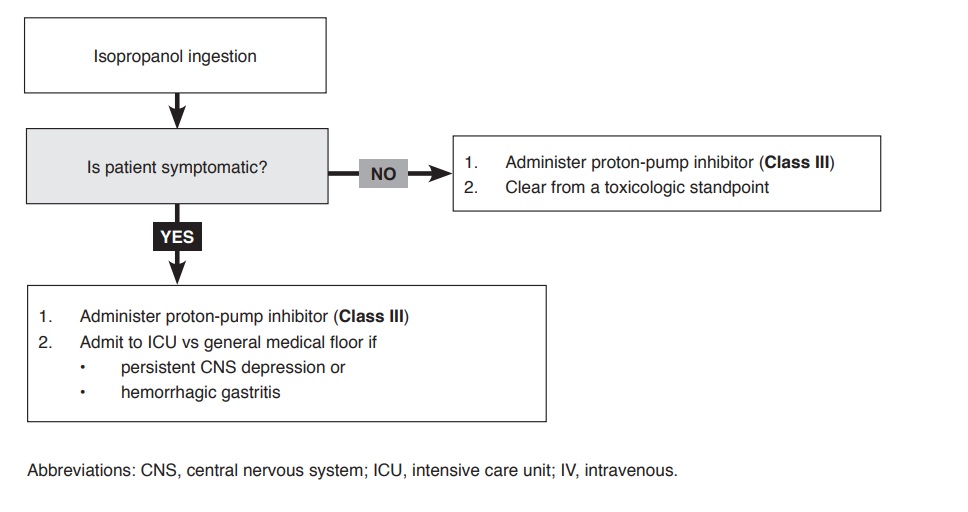 Isopropanol ingestion
Is patient symptomatic?
NO
1. Administer proton-pump inhibitor (Class III)
2. Clear from a toxicologic standpoint
YES
1. Administer proton-pump inhibitor (Class III)
2. Admit to ICU vs general medical floor if
• persistent CNS depression or
• hemorrhagic gastritis
Abbreviations: CNS, central nervous system; ICU, intensive care unit; IV, intravenous.